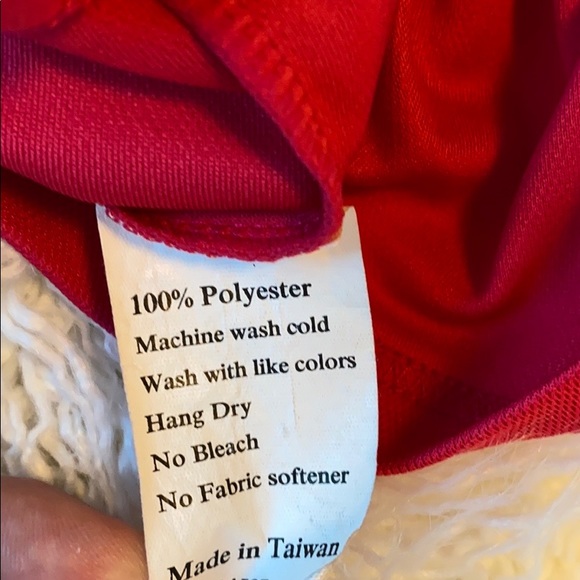 100% Polyester
Machine wash cold
Wash with like colors
Hang Dry
No Bleach
No Fabric softener
Made in Taiwan